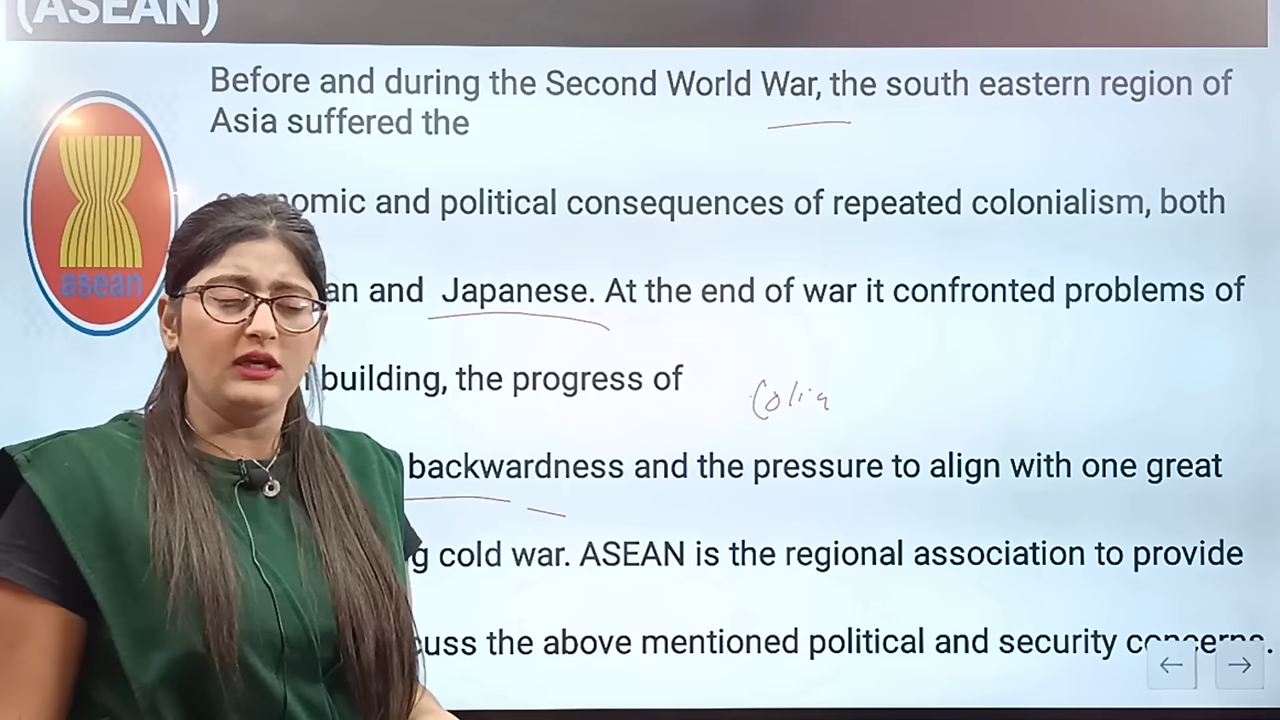 (ASEAN)
Before and during the Second World War, the south eastern region of
Asia suffered the
asean
and political consequences of repeated colonialism, both
and Japanese. At the end of war it confronted problems of
building, the progress of
backwardness and the pressure to align with one great
cold war. ASEAN is the regional association to provide
the above mentioned political and security concerns.